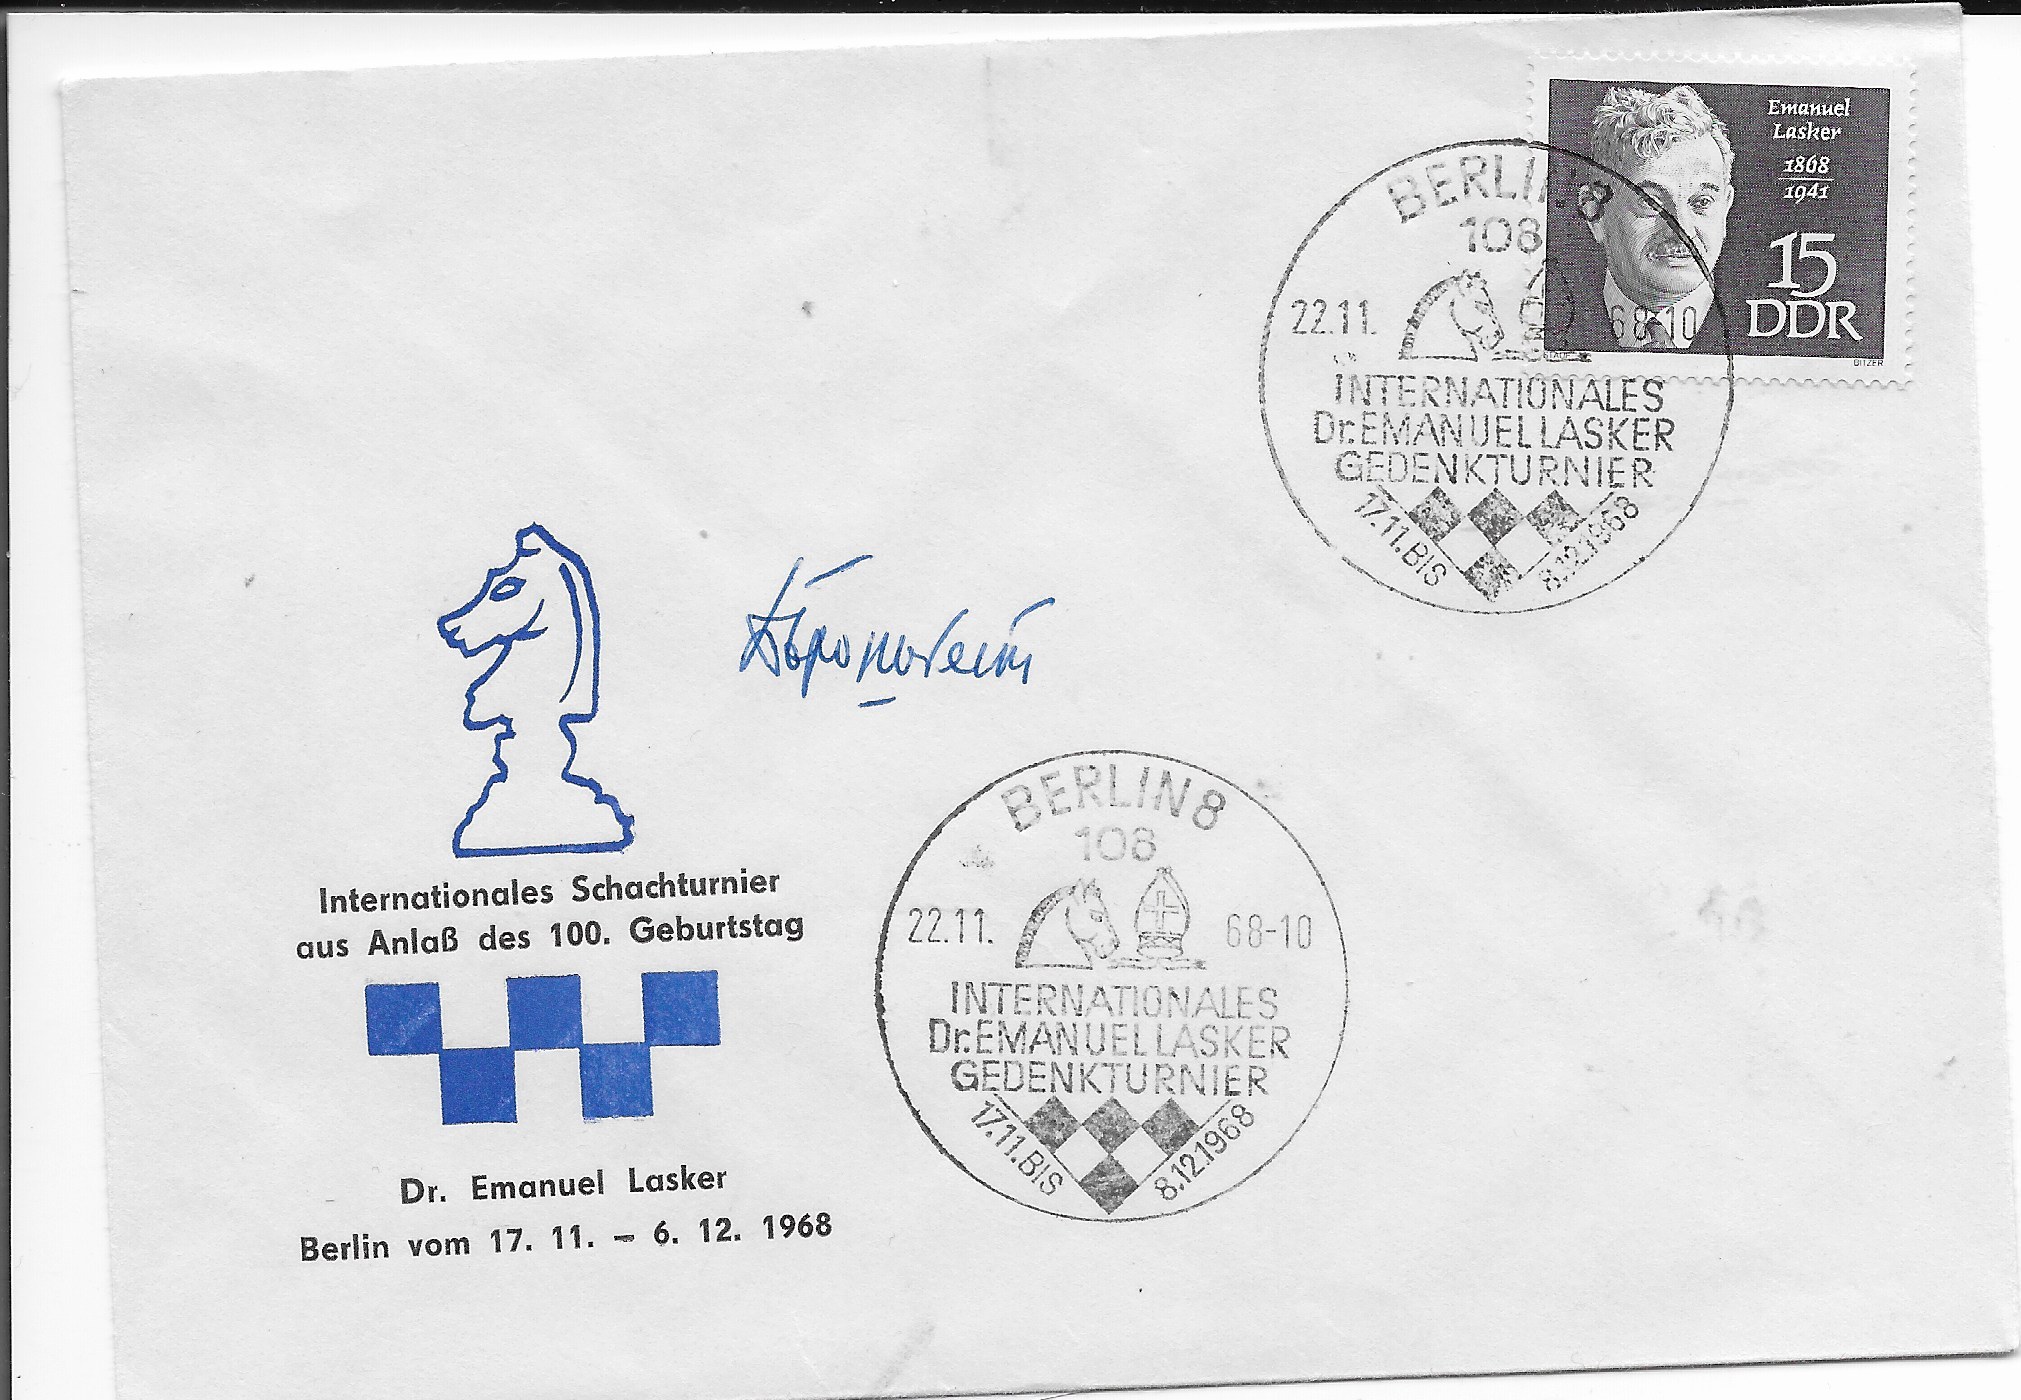 Emanuel
Lasker
1868
1941
15
DDR
BITZER
BERLIN 8
108
22.11. 68-10
INTERNATIONALES
Dr. EMANUEL LASKER
GEDENKTURNIER
17.11. BIS 8.12.1968
BERLIN 8
108
22.11. 68-10
INTERNATIONALES
Dr. EMANUEL LASKER
GEDENKTURNIER
17.11. BIS 8.12.1968
Internationales Schachturnier
aus Anlaß des 100. Geburtstag
Dr. Emanuel Lasker
Berlin vom 17. 11. – 6. 12. 1968